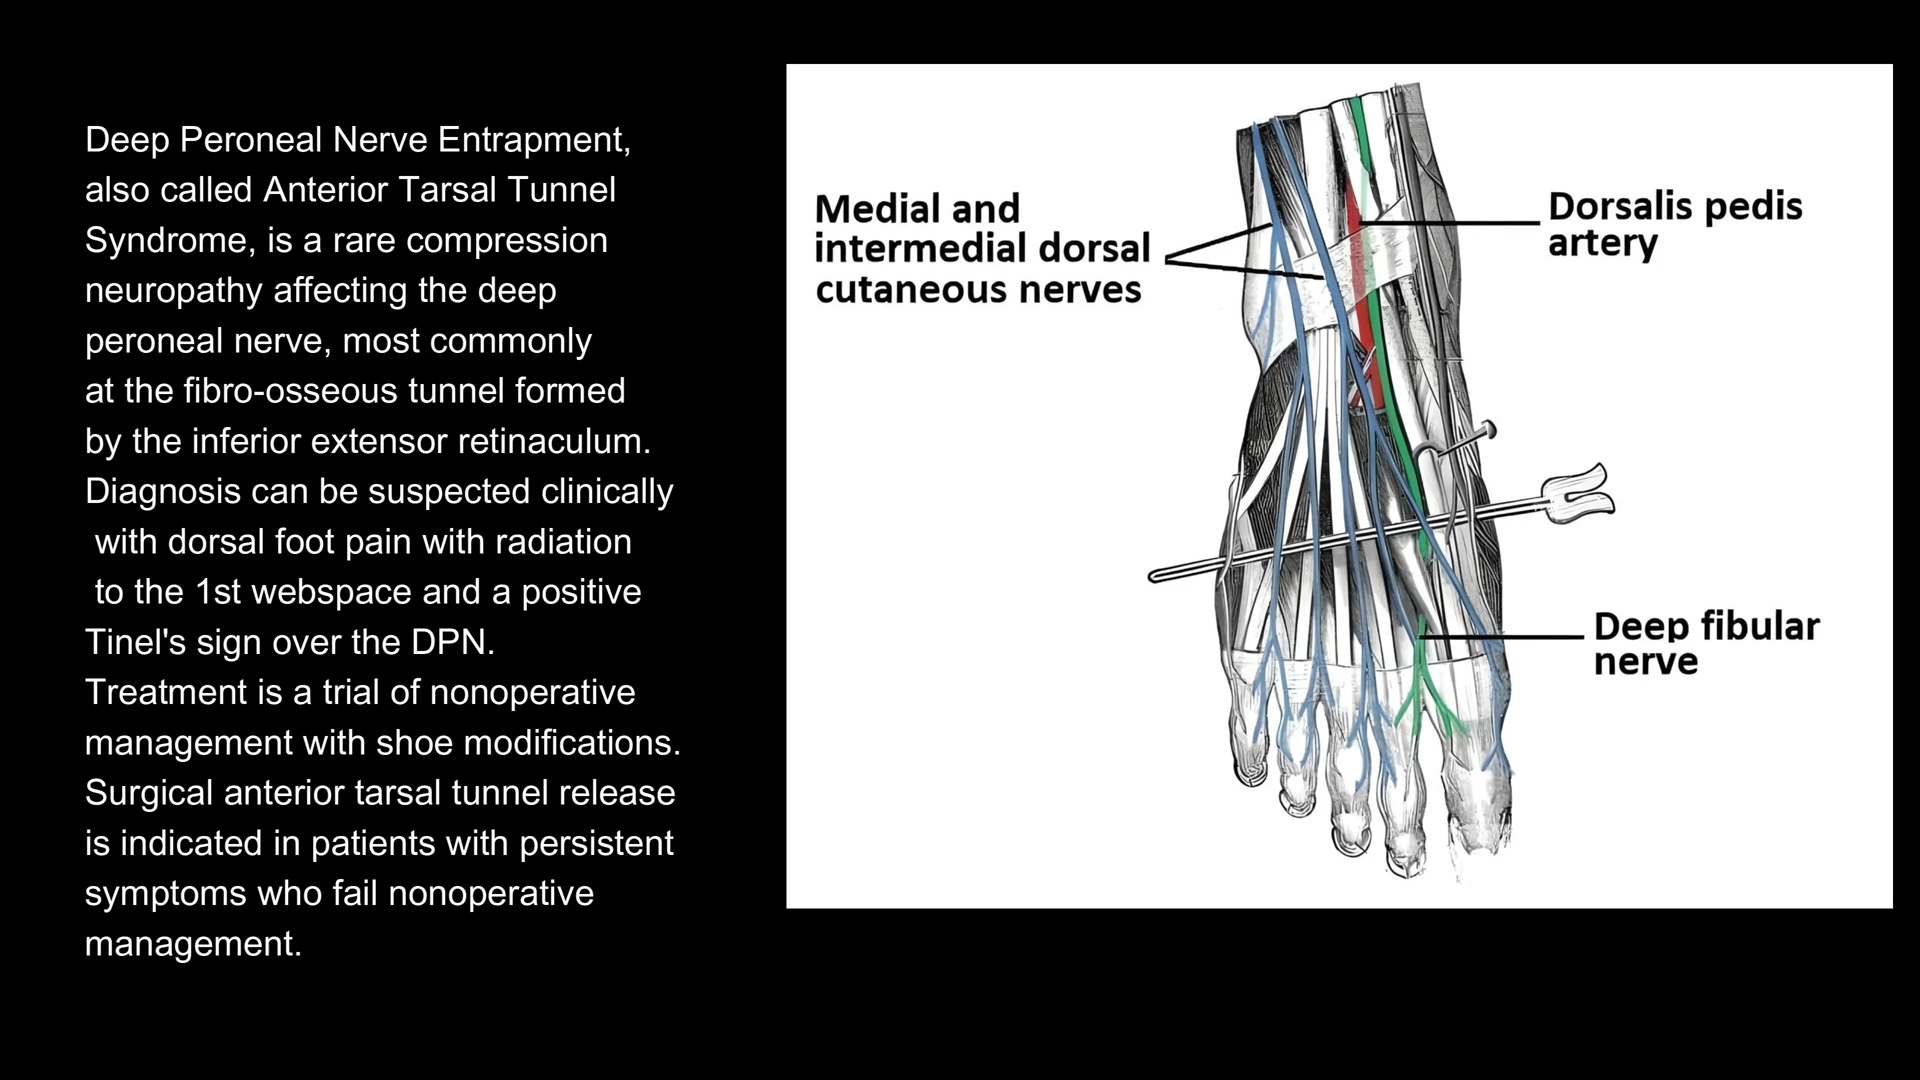 Deep Peroneal Nerve Entrapment,
also called Anterior Tarsal Tunnel
Syndrome, is a rare compression
neuropathy affecting the deep
peroneal nerve, most commonly
at the fibro-osseous tunnel formed
by the inferior extensor retinaculum.
Diagnosis can be suspected clinically
with dorsal foot pain with radiation
to the 1st webspace and a positive
Tinel's sign over the DPN.
Treatment is a trial of nonoperative
management with shoe modifications.
Surgical anterior tarsal tunnel release
is indicated in patients with persistent
symptoms who fail nonoperative
management.
Medial and
intermedial dorsal
cutaneous nerves
Dorsalis pedis
artery
Deep fibular
nerve